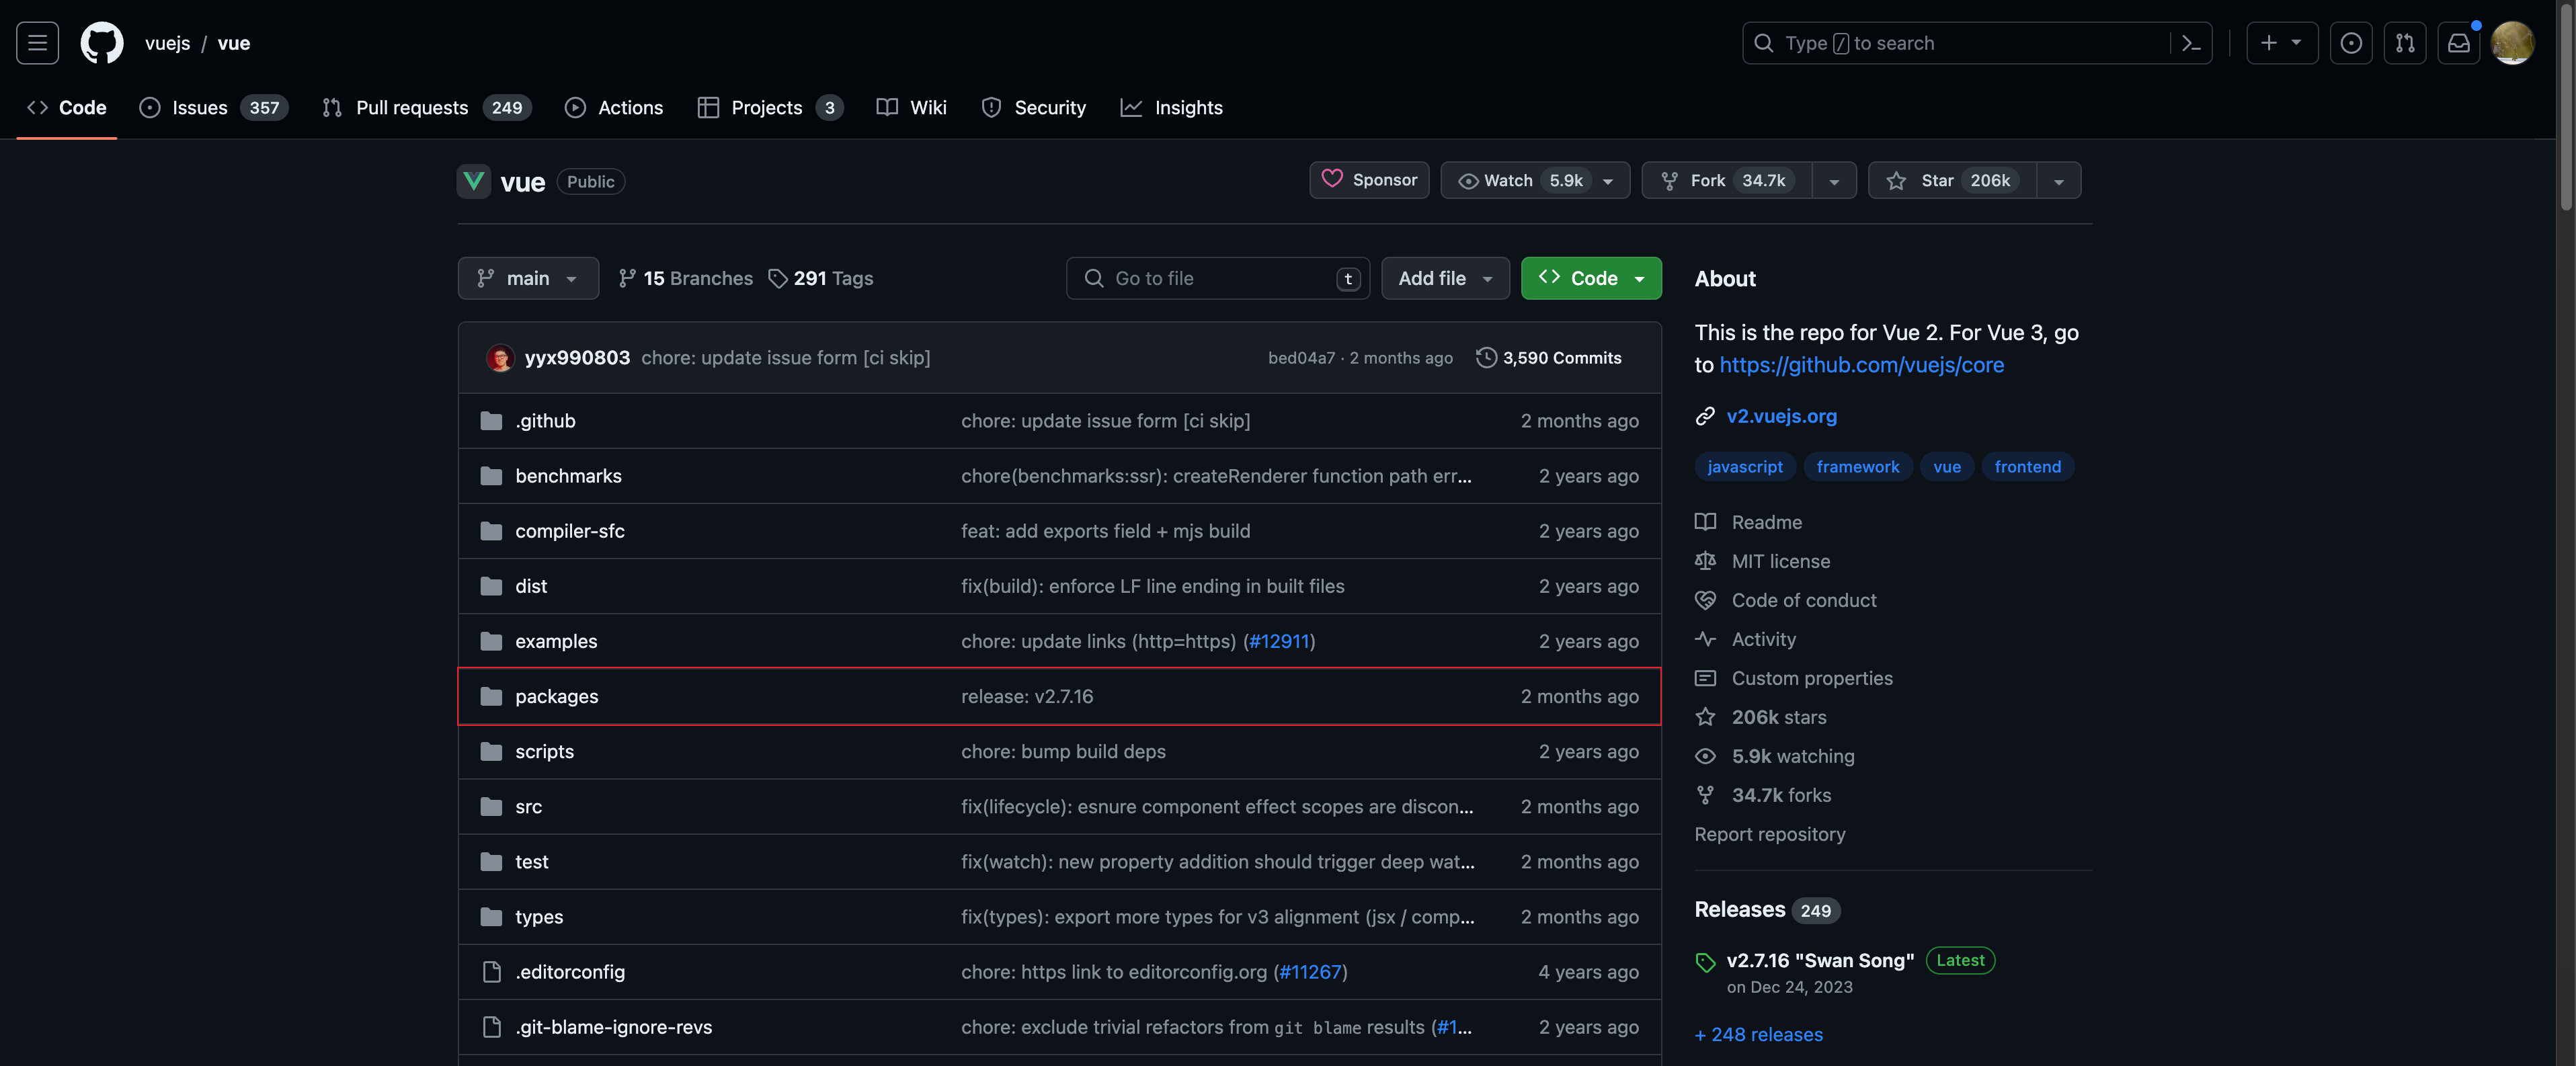 vuejs / vue
Type / to search
Code
Issues 357
Pull requests 249
Actions
Projects 3
Wiki
Security
Insights
vue Public
Sponsor
Watch 5.9k
Fork 34.7k
Star 206k
main
15 Branches
291 Tags
Go to file t
Add file
Code
yyx990803 chore: update issue form [ci skip] bed04a7 · 2 months ago 3,590 Commits
.github chore: update issue form [ci skip] 2 months ago
benchmarks chore(benchmarks:ssr): createRenderer function path err... 2 years ago
compiler-sfc feat: add exports field + mjs build 2 years ago
dist fix(build): enforce LF line ending in built files 2 years ago
examples chore: update links (http=https) (#12911) 2 years ago
packages release: v2.7.16 2 months ago
scripts chore: bump build deps 2 years ago
src fix(lifecycle): esnure component effect scopes are discon... 2 months ago
test fix(watch): new property addition should trigger deep wat... 2 months ago
types fix(types): export more types for v3 alignment (jsx / comp... 2 months ago
.editorconfig chore: https link to editorconfig.org (#11267) 4 years ago
.git-blame-ignore-revs chore: exclude trivial refactors from git blame results (#1... 2 years ago
About
This is the repo for Vue 2. For Vue 3, go
to https://github.com/vuejs/core
v2.vuejs.org
javascript framework vue frontend
Readme
MIT license
Code of conduct
Activity
Custom properties
206k stars
5.9k watching
34.7k forks
Report repository
Releases 249
v2.7.16 "Swan Song" Latest
on Dec 24, 2023
+ 248 releases